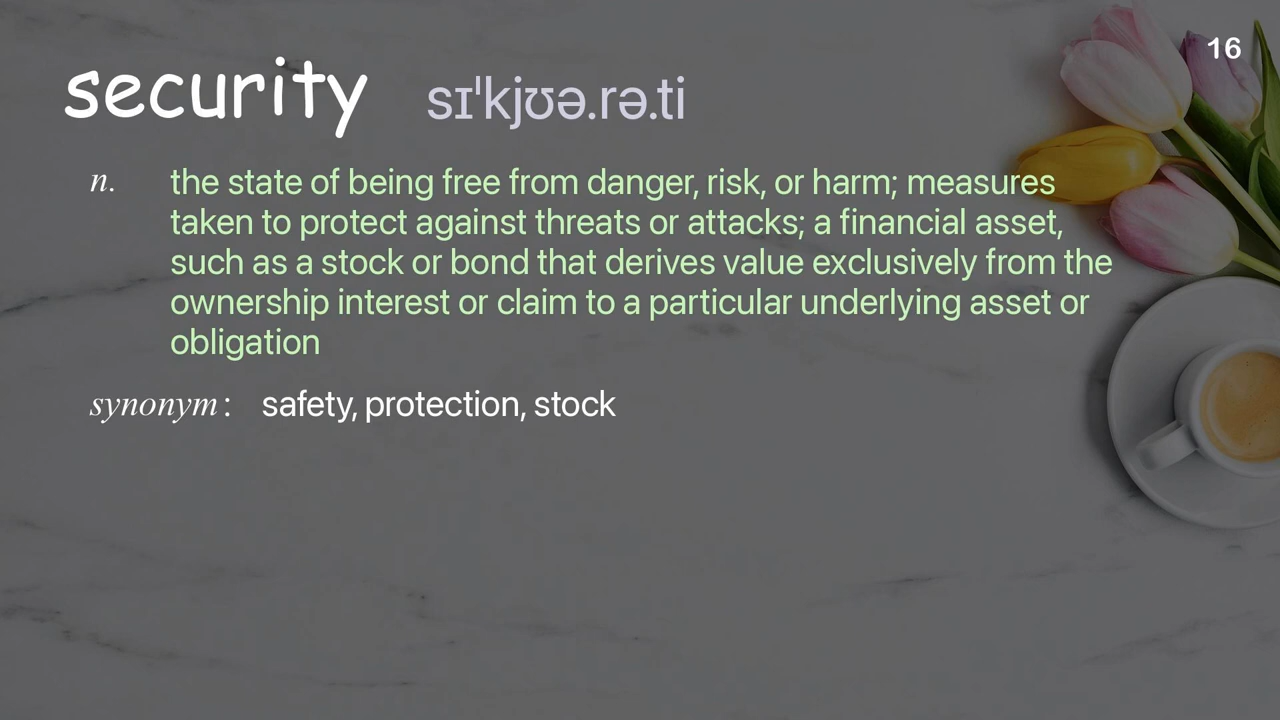 16
security sɪˈkjʊə.rə.ti
n. the state of being free from danger, risk, or harm; measures
taken to protect against threats or attacks; a financial asset,
such as a stock or bond that derives value exclusively from the
ownership interest or claim to a particular underlying asset or
obligation
synonym : safety, protection, stock